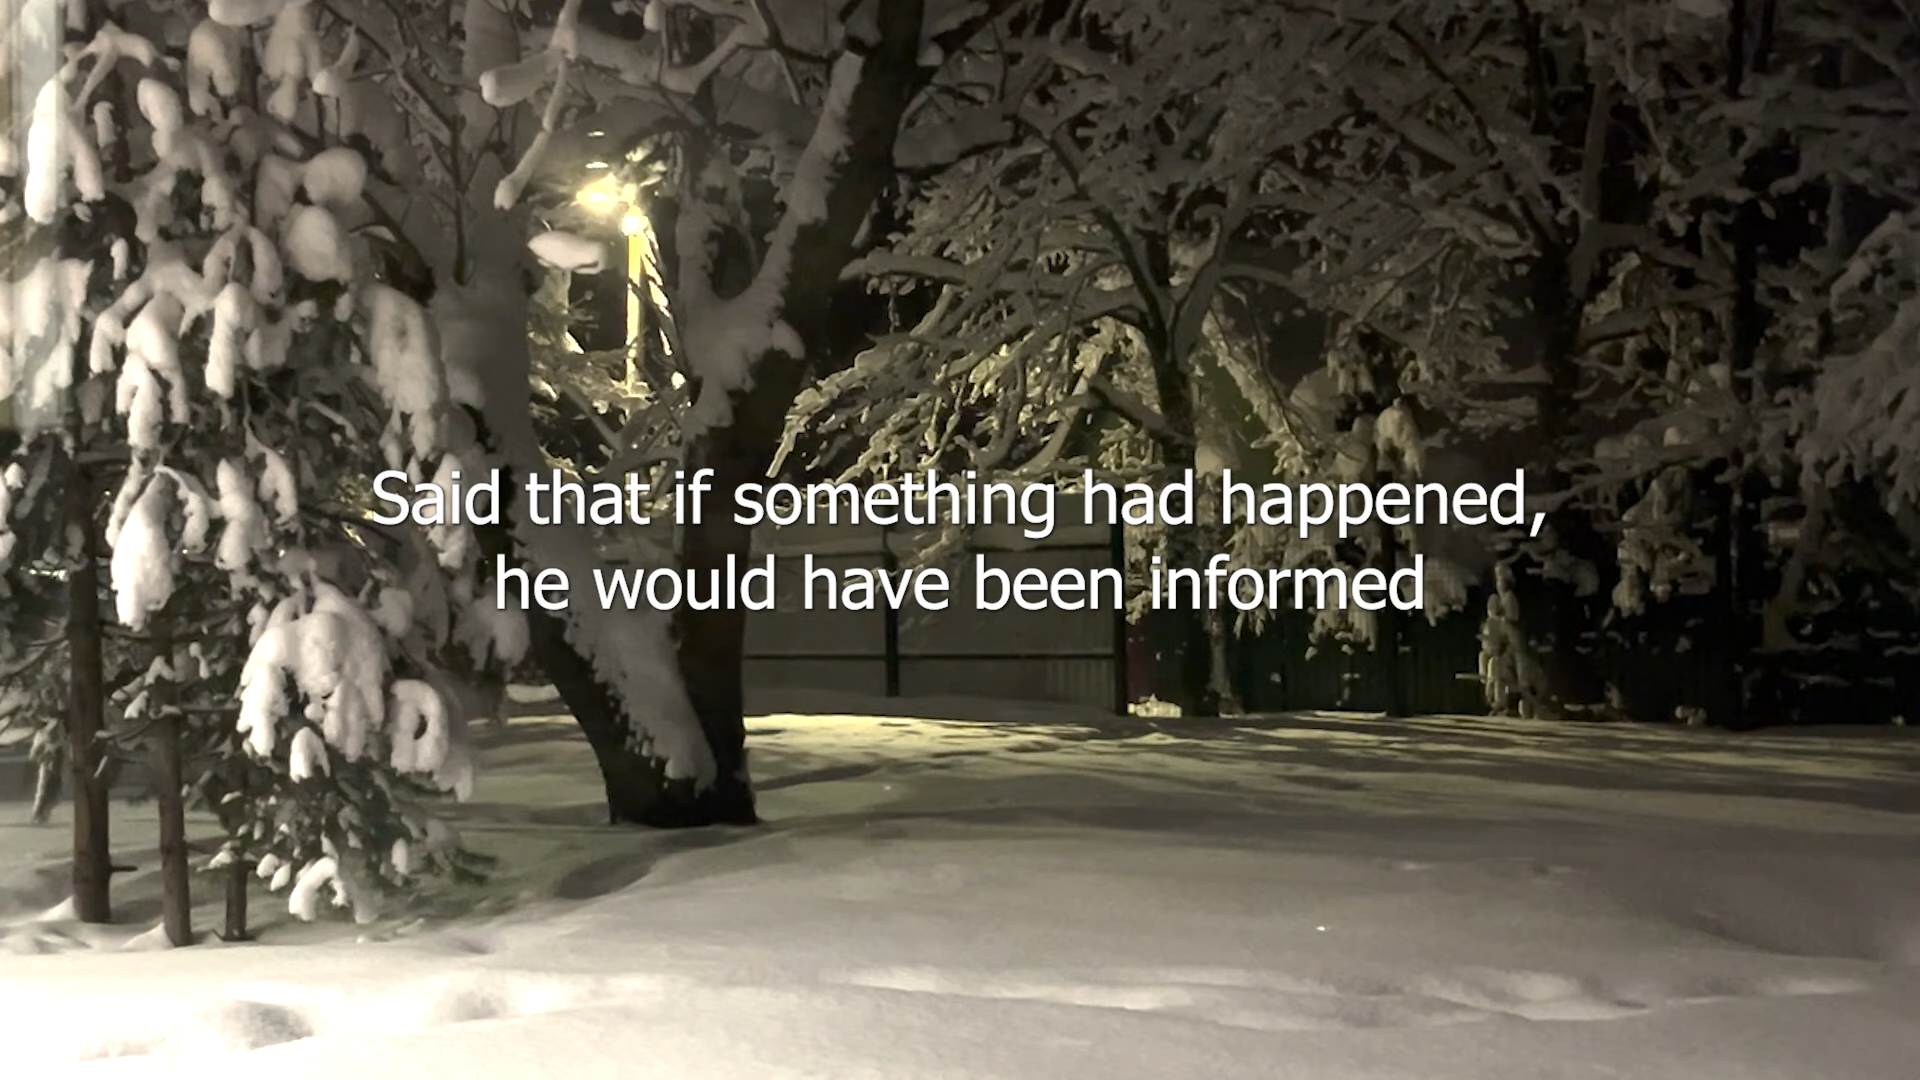 Said that if something had happened,
he would have been informed